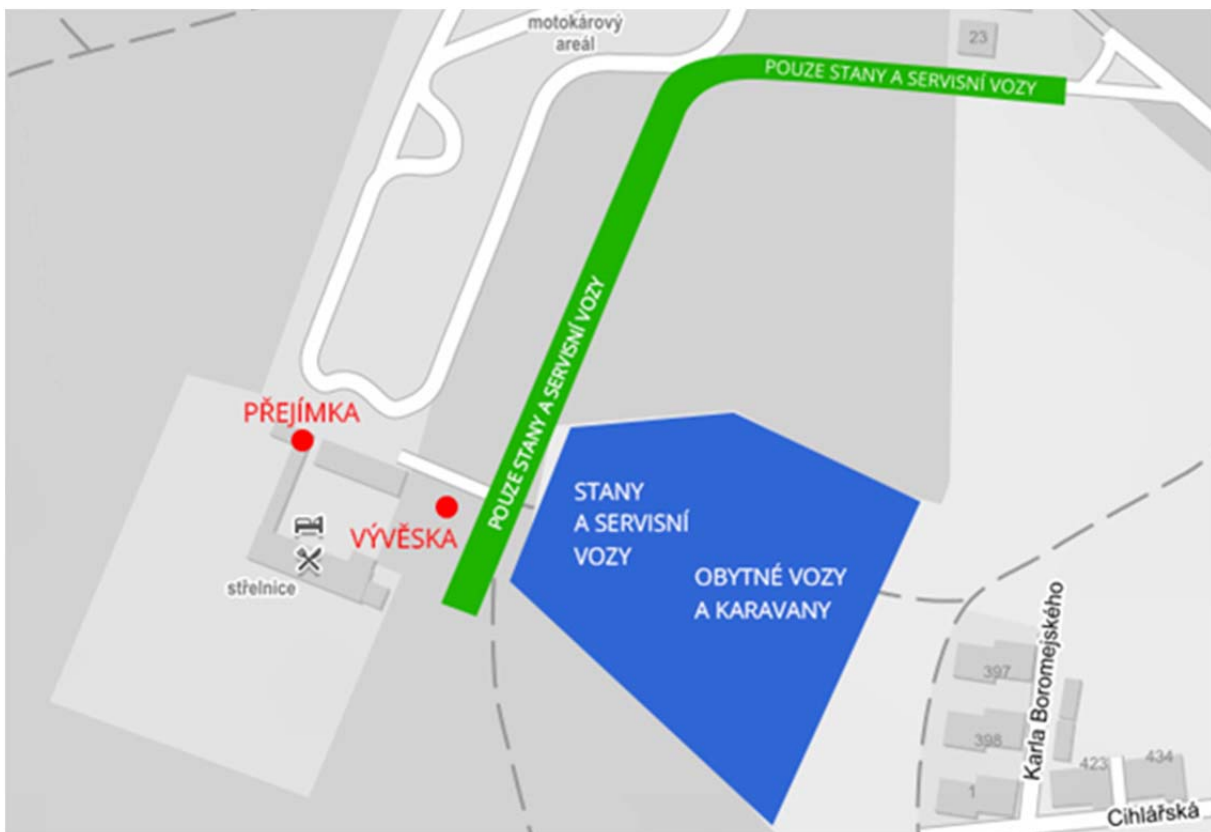 motokárový
areál
23
POUZE STANY A SERVISNÍ VOZY
POUZE STANY A SERVISNÍ VOZY
PŘEJÍMKA
VÝVĚSKA
střelnice
STANY
A SERVISNÍ
VOZY
OBYTNÉ VOZY
A KARAVANY
397
398
1
423
434
Karla Boromejského
Cihlářská